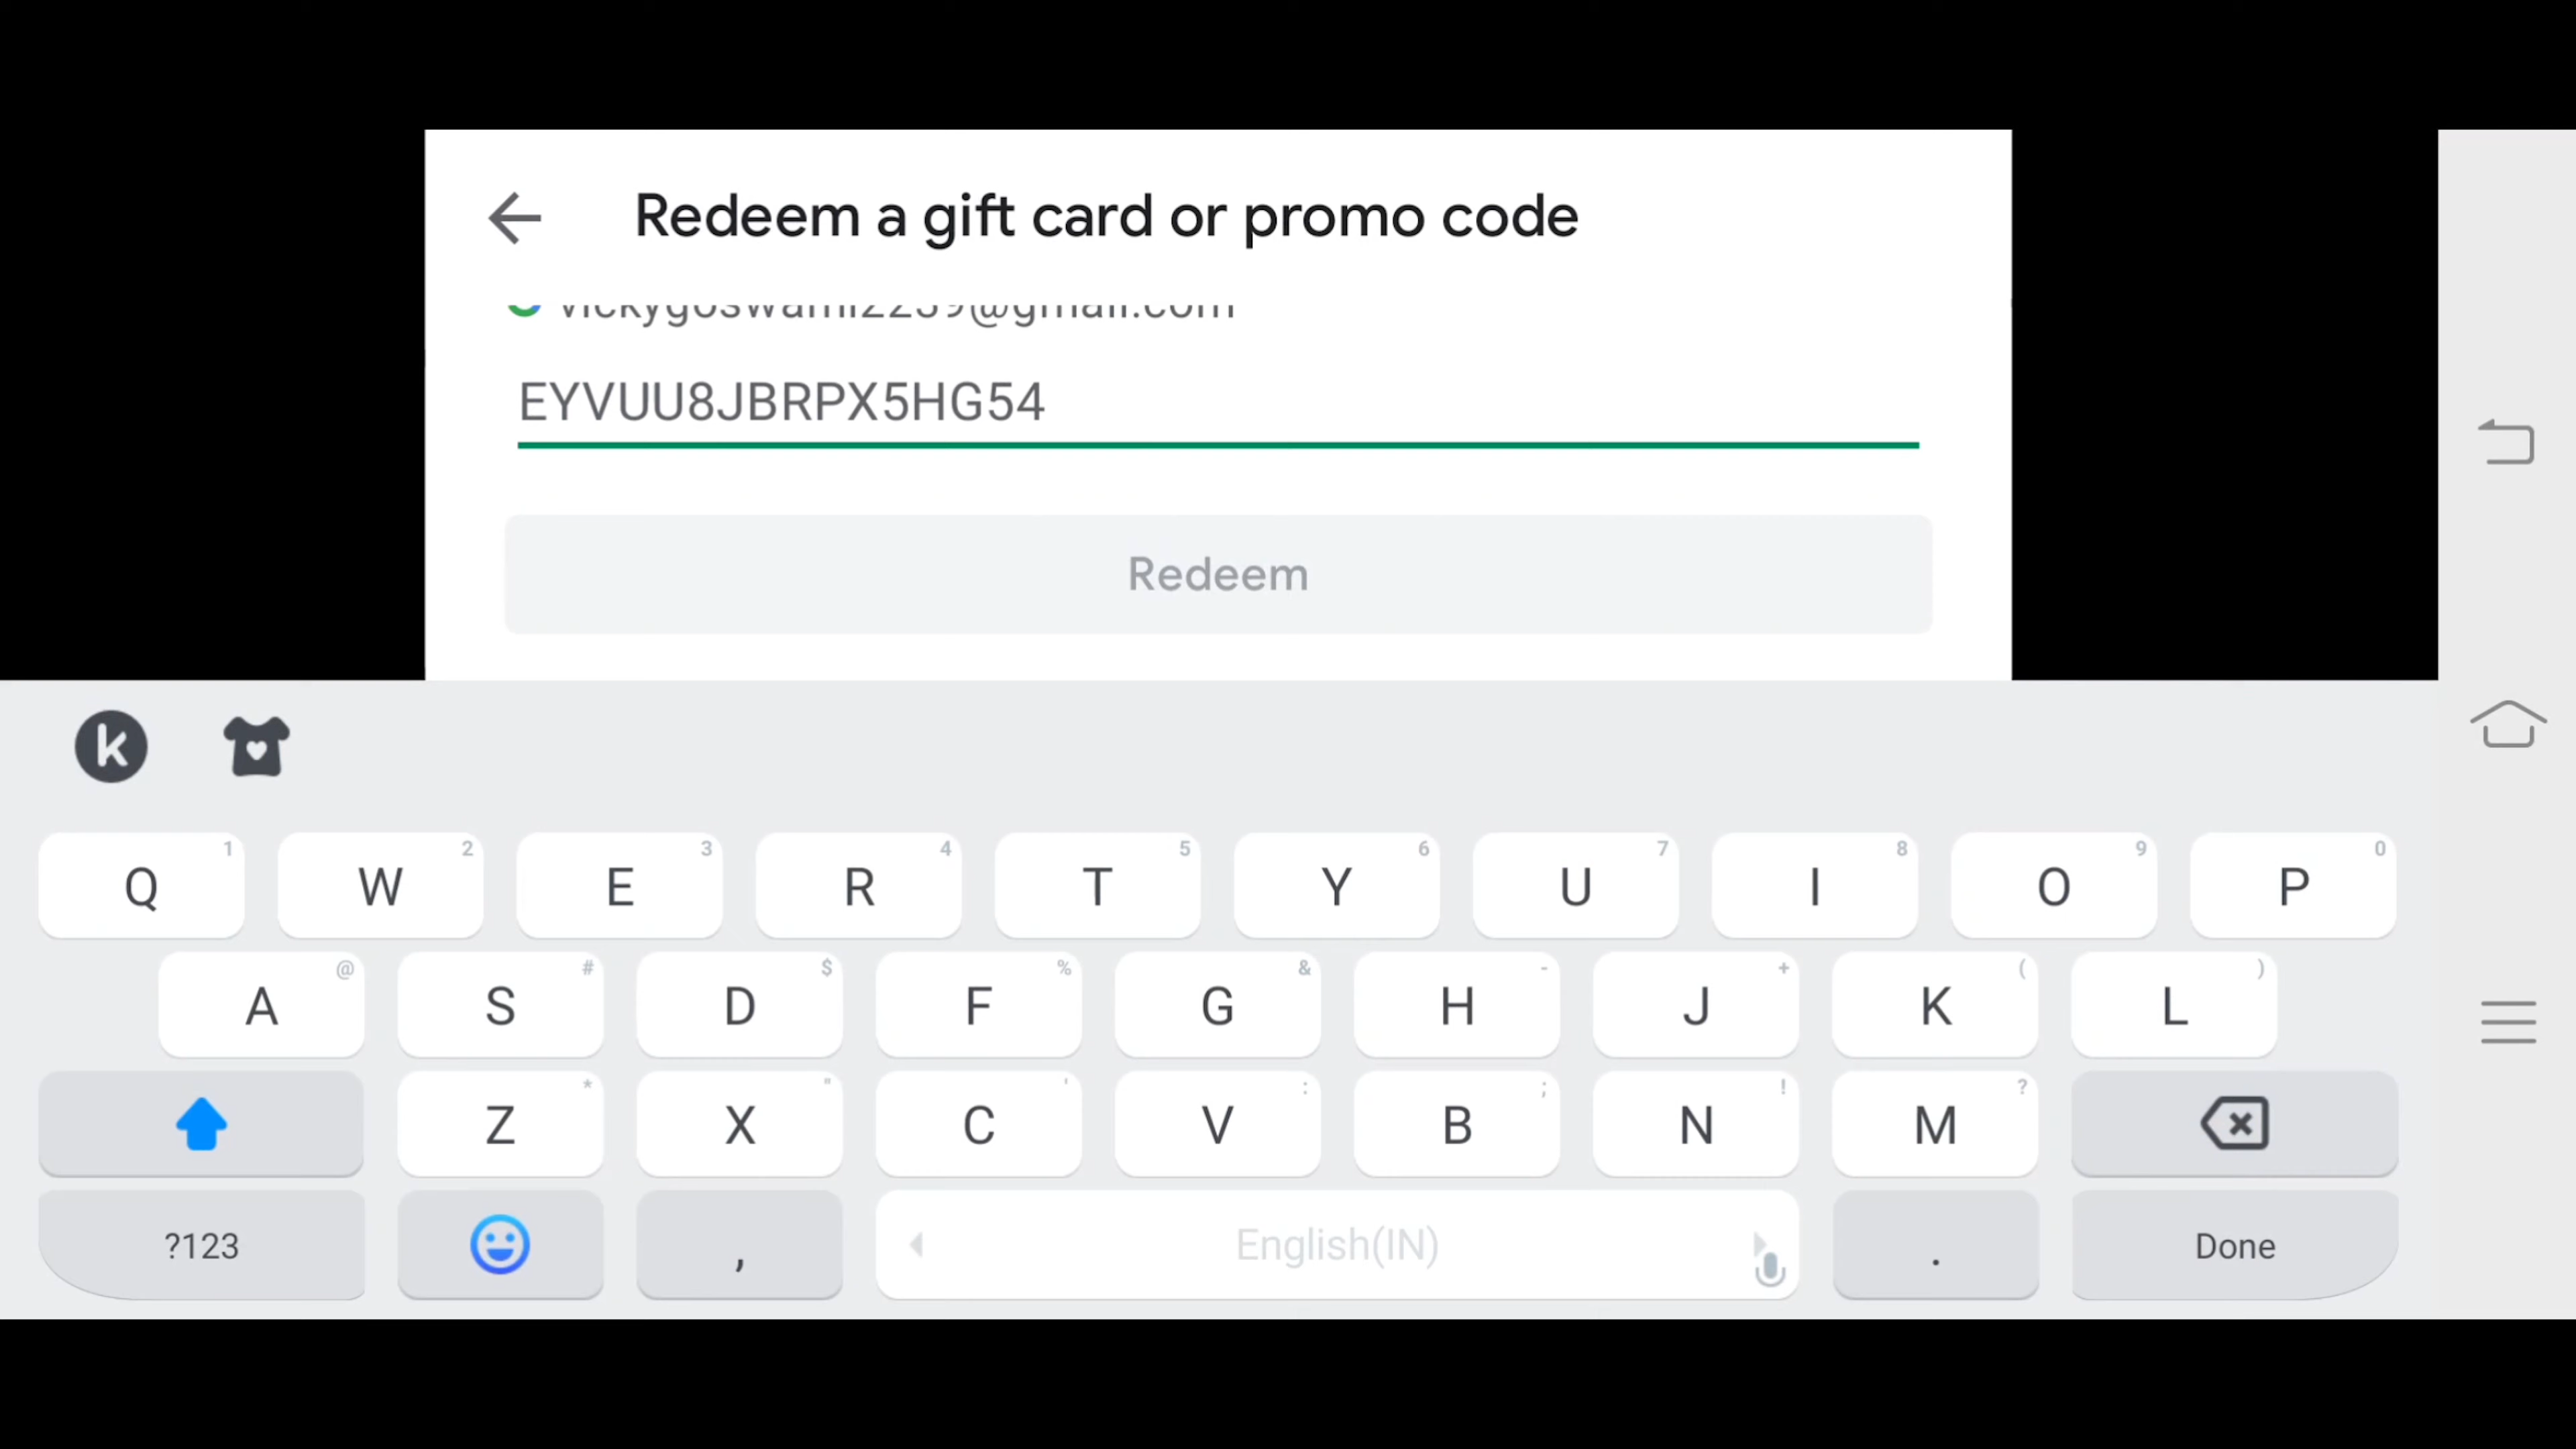 Redeem a gift card or promo code
EYVUU8JBRPX5HG54
Redeem
k
Q 1 W 2 E 3 R 4 T 5 Y 6 U 7 I 8 O 9 P 0
A @ S # D $ F % G & H - J + K ( L )
Z * X " C ' V : B ; N ! M ?
?123 , English(IN) . Done